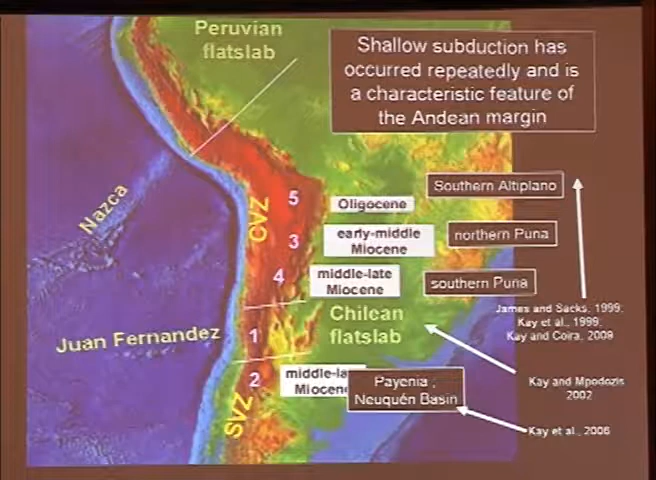 Peruvian
flatslab
Shallow subduction has
occurred repeatedly and is
a characteristic feature of
the Andean margin
Nazca
CVZ
5
Oligocene
Southern Altiplano
3
early-middle
Miocene
northern Puna
4
middle-late
Miocene
southern Puna
James and Sacks, 1999;
Kay et al., 1999;
Kay and Coira, 2009
Juan Fernandez
1
Chilean
flatslab
2
SVZ
middle-la
Miocen
Payenia ,
Neuquén Basin
Kay and Mpodozis
2002
Kay et al., 2006